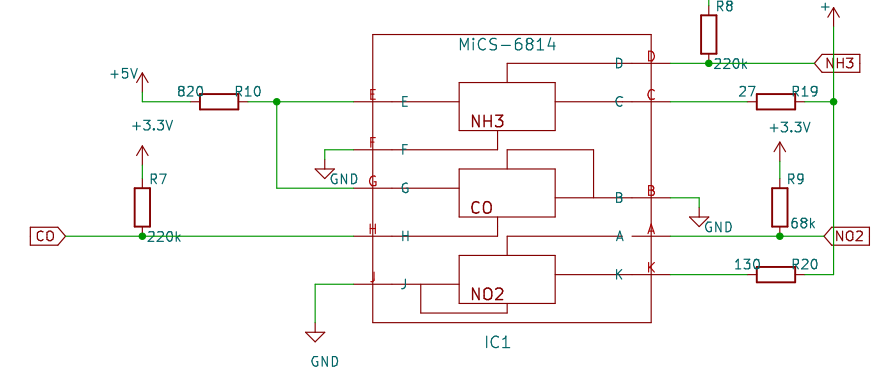 R8
+
MiCS-6814
D D
220k NH3
+5V
820 R10
E E
C C
27 R19
NH3
+3.3V
+3.3V
F F
GND
R7
G G
CO
B B
R9
68k
GND
CO
220k
H H
A A
NO2
J J
NO2
K K
130 R20
IC1
GND